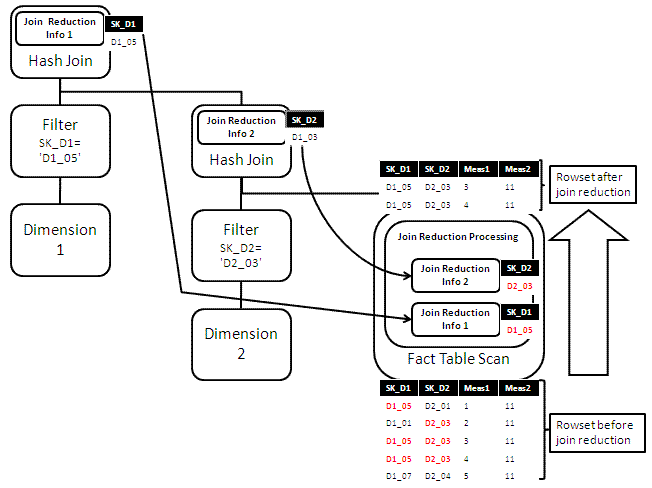 Join Reduction
Info 1
SK_D1
D1_05
Hash Join
Filter
SK_D1=
'D1_05'
Dimension
1
Join Reduction
Info 2
SK_D2
D1_03
Hash Join
Filter
SK_D2=
'D2_03'
Dimension
2
SK_D1 SK_D2 Meas1 Meas2
D1_05 D2_03 3 11
D1_05 D2_03 4 11
Rowset after
join reduction
Join Reduction Processing
Join Reduction
Info 2
SK_D2
D2_03
Join Reduction
Info 1
SK_D1
D1_05
Fact Table Scan
SK_D1 SK_D2 Meas1 Meas2
D1_05 D2_01 1 11
D1_01 D2_03 2 11
D1_05 D2_03 3 11
D1_05 D2_03 4 11
D1_07 D2_04 5 11
Rowset before
join reduction